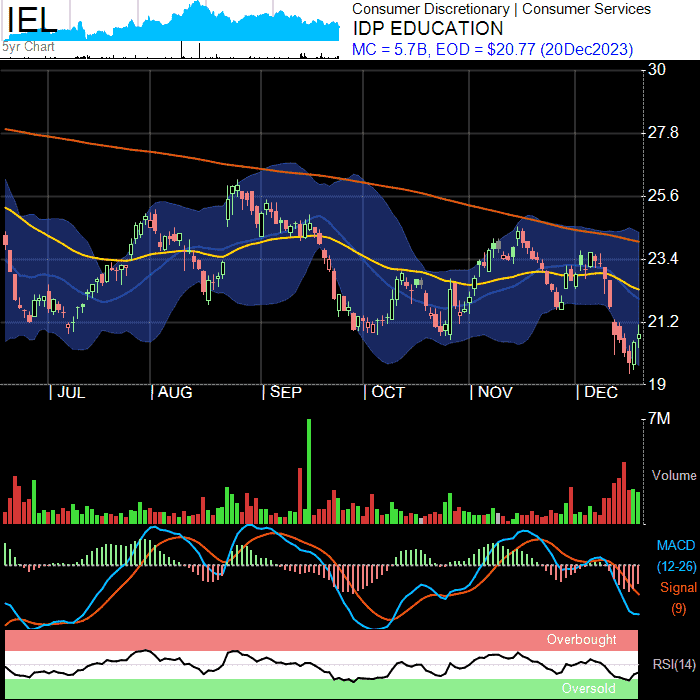 IEL
5yr Chart
Consumer Discretionary | Consumer Services
IDP EDUCATION
MC = 5.7B, EOD = $20.77 (20Dec2023)
30
27.8
25.6
23.4
21.2
19
| JUL | AUG | SEP | OCT | NOV | DEC
7M
Volume
MACD
(12-26)
Signal
(9)
Overbought
RSI(14)
Oversold